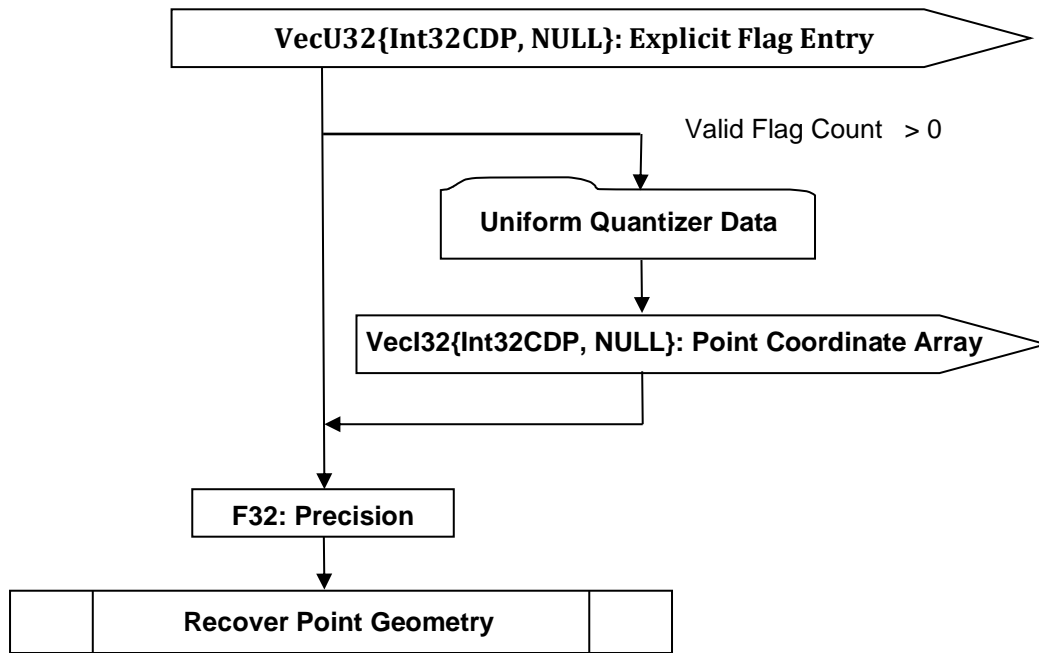 VecU32{Int32CDP, NULL}: Explicit Flag Entry
Valid Flag Count > 0
Uniform Quantizer Data
VecI32{Int32CDP, NULL}: Point Coordinate Array
F32: Precision
Recover Point Geometry